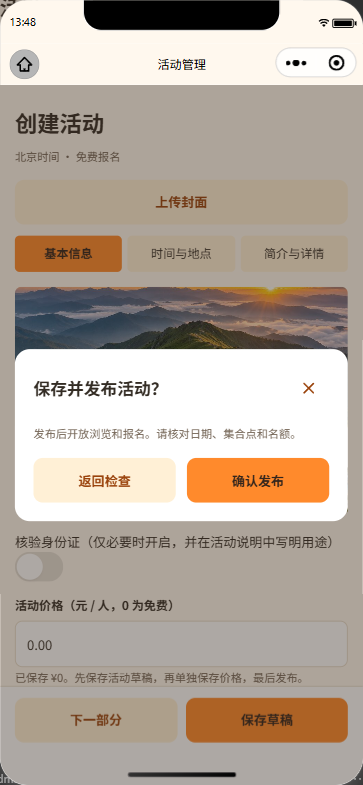 13:48
活动管理
创建活动
北京时间 · 免费报名
上传封面
基本信息
时间与地点
简介与详情
保存并发布活动？
发布后开放浏览和报名。请核对日期、集合点和名额。
返回检查
确认发布
核验身份证（仅必要时开启，并在活动说明中写明用途）
活动价格（元 / 人，0 为免费）
0.00
已保存 ¥0。先保存活动草稿，再单独保存价格，最后发布。
下一部分
保存草稿